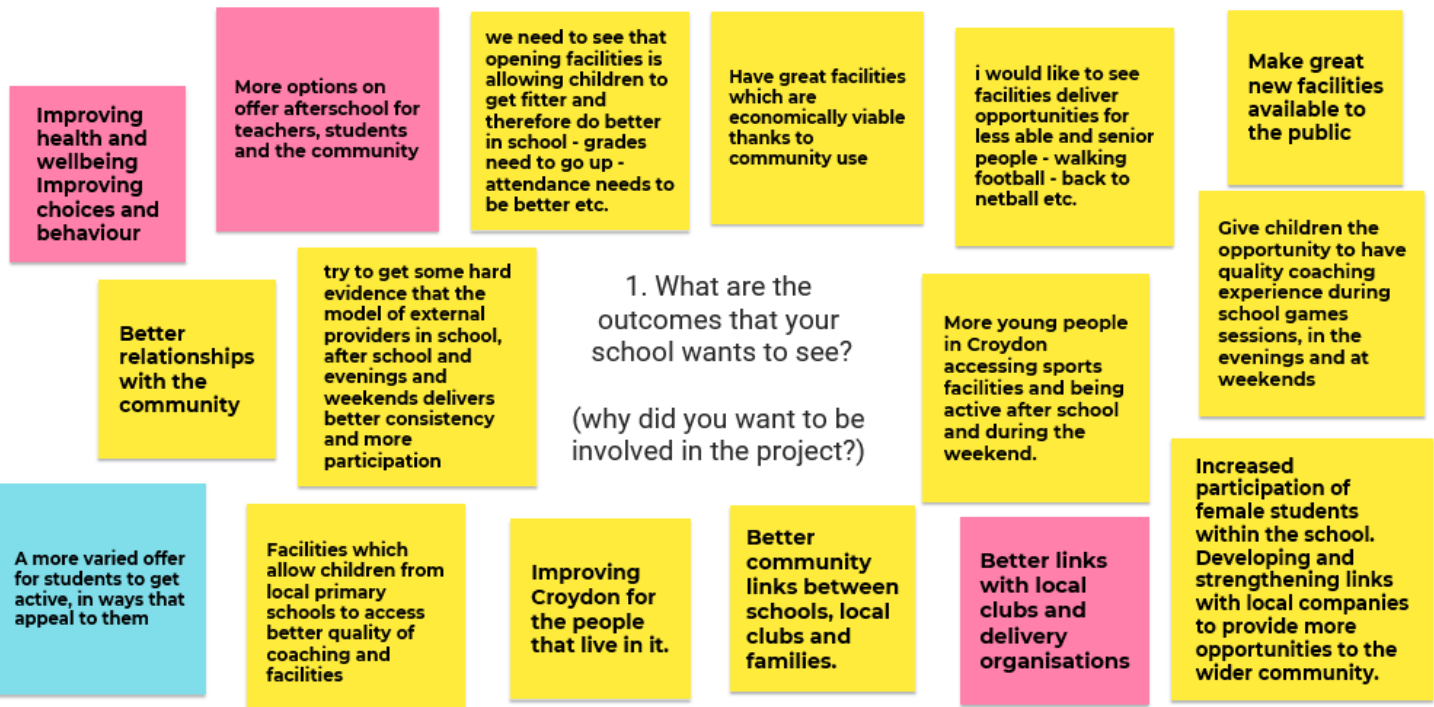 Improving
health and
wellbeing
Improving
choices and
behaviour
More options on
offer afterschool for
teachers, students
and the community
we need to see that
opening facilities is
allowing children to
get fitter and
therefore do better
in school - grades
need to go up -
attendance needs to
be better etc.
Have great facilities
which are
economically viable
thanks to
community use
i would like to see
facilities deliver
opportunities for
less able and senior
people - walking
football - back to
netball etc.
Make great
new facilities
available to
the public
Better
relationships
with the
community
try to get some hard
evidence that the
model of external
providers in school,
after school and
evenings and
weekends delivers
better consistency
and more
participation
1. What are the
outcomes that your
school wants to see?
(why did you want to be
involved in the project?)
More young people
in Croydon
accessing sports
facilities and being
active after school
and during the
weekend.
Give children the
opportunity to have
quality coaching
experience during
school games
sessions, in the
evenings and at
weekends
A more varied offer
for students to get
active, in ways that
appeal to them
Facilities which
allow children from
local primary
schools to access
better quality of
coaching and
facilities
Improving
Croydon for
the people
that live in it.
Better
community
links between
schools, local
clubs and
families.
Better links
with local
clubs and
delivery
organisations
Increased
participation of
female students
within the school.
Developing and
strengthening links
with local companies
to provide more
opportunities to the
wider community.